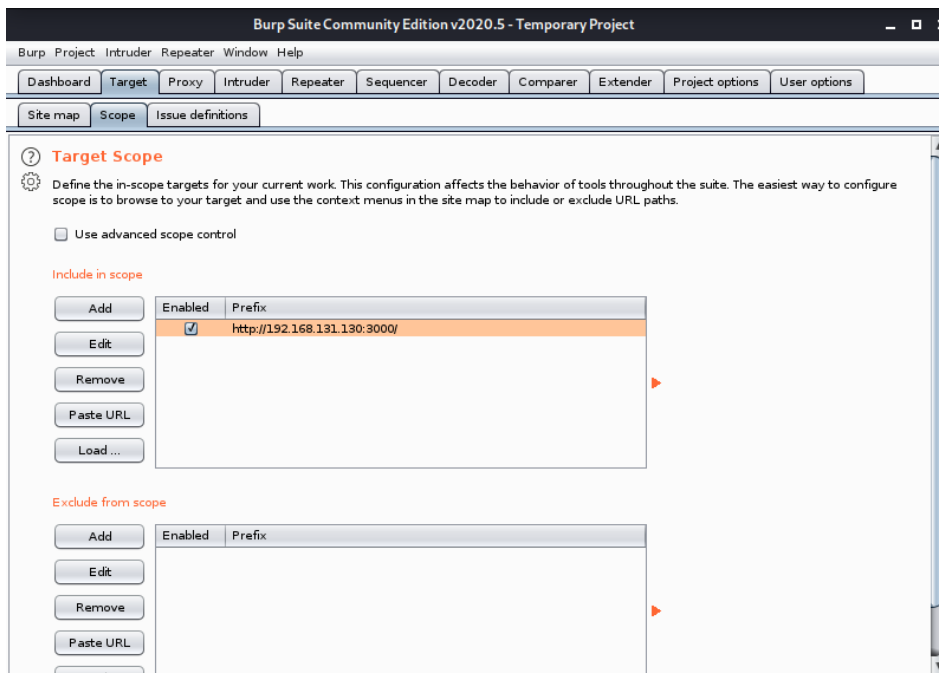 Burp Suite Community Edition v2020.5 - Temporary Project
Burp Project Intruder Repeater Window Help
Dashboard Target Proxy Intruder Repeater Sequencer Decoder Comparer Extender Project options User options
Site map Scope Issue definitions
Target Scope
Define the in-scope targets for your current work. This configuration affects the behavior of tools throughout the suite. The easiest way to configure
scope is to browse to your target and use the context menus in the site map to include or exclude URL paths.
Use advanced scope control
Include in scope
Add Enabled Prefix
http://192.168.131.130:3000/
Edit
Remove
Paste URL
Load ...
Exclude from scope
Add Enabled Prefix
Edit
Remove
Paste URL